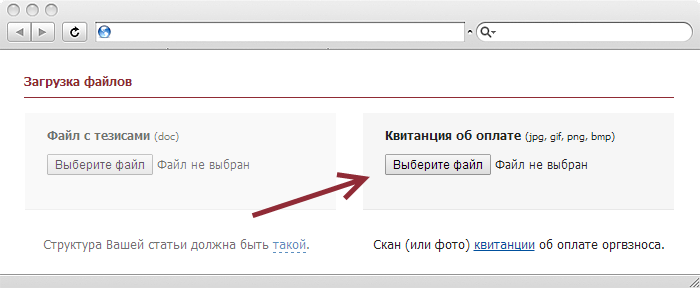 Загрузка файлов
Файл с тезисами (doc)
Выберите файл Файл не выбран
Структура Вашей статьи должна быть такой.
Квитанция об оплате (jpg, gif, png, bmp)
Выберите файл Файл не выбран
Скан (или фото) квитанции об оплате оргвзноса.